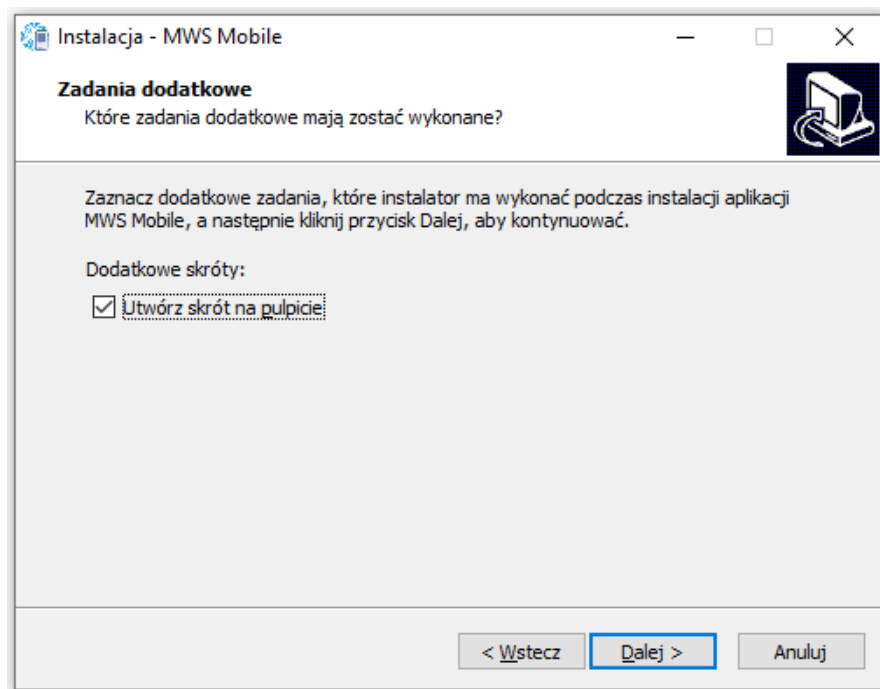 Instalacja - MWS Mobile
Zadania dodatkowe
Które zadania dodatkowe mają zostać wykonane?
Zaznacz dodatkowe zadania, które instalator ma wykonać podczas instalacji aplikacji
MWS Mobile, a następnie kliknij przycisk Dalej, aby kontynuować.
Dodatkowe skróty:
Utwórz skrót na pulpicie
< Wstecz
Dalej >
Anuluj